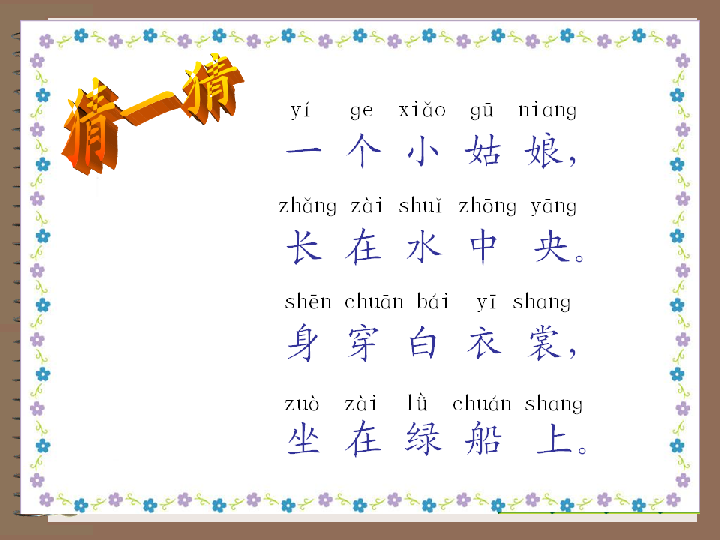 猜一猜
yí ge xiǎo gū niang
一个小姑娘，
zhǎng zài shuǐ zhōng yāng
长在水中央。
shēn chuān bái yī shang
身穿白衣裳，
zuò zài lǜ chuán shang
坐在绿船上。